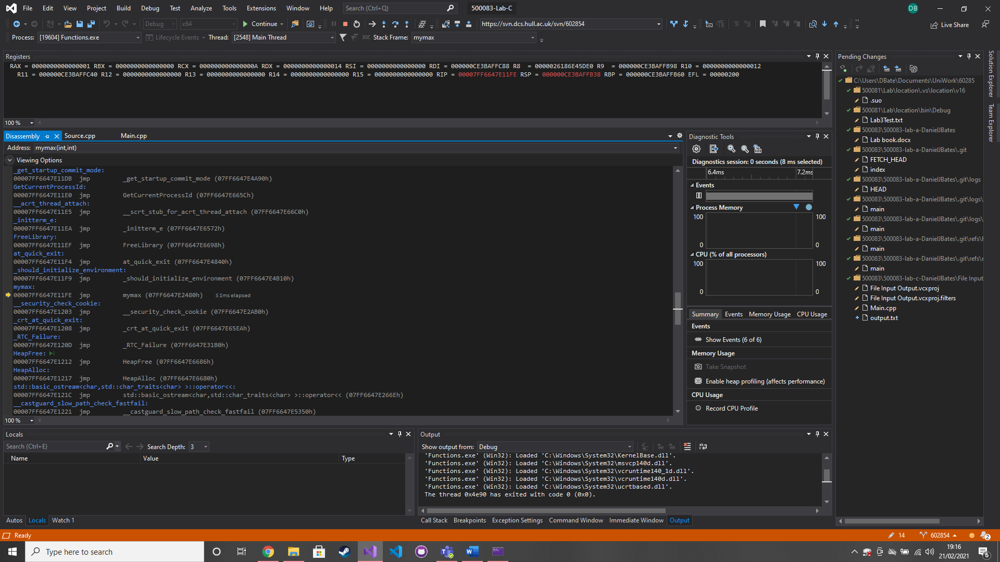 File Edit View Project Build Debug Test Analyze Tools Extensions Window Help Search (Ctrl+Q) 500083-Lab-C DB
Debug x64 Continue https://svn.dcs.hull.ac.uk/svn/602854 Live Share
Process: [19604] Functions.exe Lifecycle Events Thread: [2548] Main Thread Stack Frame: mymax
Registers
RAX = 0000000000000001 RBX = 0000000000000000 RCX = 000000000000000A RDX = 0000000000000014 RSI = 0000000000000000 RDI = 000000CE3BAFFC88 R8 = 0000026186E45DE0 R9 = 000000CE3BAFFB98 R10 = 0000000000000012
R11 = 000000CE3BAFFC40 R12 = 0000000000000000 R13 = 0000000000000000 R14 = 0000000000000000 R15 = 0000000000000000 RIP = 00007FF6647E11FE RSP = 000000CE3BAFFB38 RBP = 000000CE3BAFFB60 EFL = 00000200
100 %
Disassembly Source.cpp Main.cpp
Address: mymax(int,int)
Viewing Options
_get_startup_commit_mode:
00007FF6647E11DB jmp _get_startup_commit_mode (07FF6647E4A90h)
GetCurrentProcessId:
00007FF6647E11E0 jmp GetCurrentProcessId (07FF6647E665Ch)
__acrt_thread_attach:
00007FF6647E11E5 jmp __scrt_stub_for_acrt_thread_attach (07FF6647E66C0h)
_initterm_e:
00007FF6647E11EA jmp _initterm_e (07FF6647E6572h)
FreeLibrary:
00007FF6647E11EF jmp FreeLibrary (07FF6647E6698h)
at_quick_exit:
00007FF6647E11F4 jmp at_quick_exit (07FF6647E4840h)
_should_initialize_environment:
00007FF6647E11F9 jmp _should_initialize_environment (07FF6647E4B10h)
mymax:
00007FF6647E11FE jmp mymax (07FF6647E2480h) ≤1ms elapsed
__security_check_cookie:
00007FF6647E1203 jmp __security_check_cookie (07FF6647E2AB0h)
_crt_at_quick_exit:
00007FF6647E1208 jmp _crt_at_quick_exit (07FF6647E65EAh)
_RTC_Failure:
00007FF6647E120D jmp _RTC_Failure (07FF6647E31B0h)
HeapFree:
00007FF6647E1212 jmp HeapFree (07FF6647E6686h)
HeapAlloc:
00007FF6647E1217 jmp HeapAlloc (07FF6647E6680h)
std::basic_ostream<char,std::char_traits<char> >::operator<<:
00007FF6647E121C jmp std::basic_ostream<char,std::char_traits<char> >::operator<< (07FF6647E266Eh)
__castguard_slow_path_check_fastfail:
00007FF6647E1221 jmp __castguard_slow_path_check_fastfail (07FF6647E5350h)
100 %
Diagnostic Tools
Diagnostics session: 0 seconds (8 ms selected)
6.4ms 7.2ms
Events
Process Memory
100 100
0 0
CPU (% of all processors)
100 100
0 0
Summary Events Memory Usage CPU Usage
Events
Show Events (6 of 6)
Memory Usage
Take Snapshot
Enable heap profiling (affects performance)
CPU Usage
Record CPU Profile
Pending Changes
C:\Users\DBate\Documents\UniWork\60285
500081\Lab\location\.vs\location\v16
.suo
500081\Lab\location\bin\Debug
Lab3Test.txt
500083\500083-lab-a-DanielJBates
Lab book.docx
500083\500083-lab-a-DanielJBates\.git
FETCH_HEAD
index
500083\500083-lab-a-DanielJBates\.git\logs
HEAD
500083\500083-lab-a-DanielJBates\.git\logs\
main
500083\500083-lab-a-DanielJBates\.git\logs\
main
500083\500083-lab-a-DanielJBates\.git\refs\
main
500083\500083-lab-a-DanielJBates\.git\refs\
main
500083\500083-lab-c-DanielJBates\File Input
File Input Output.vcxproj
File Input Output.vcxproj.filters
Main.cpp
output.txt
Solution Explorer
Team Explorer
Locals
Search (Ctrl+E) Search Depth: 3
Name Value Type
Autos Locals Watch 1
Output
Show output from: Debug
'Functions.exe' (Win32): Loaded 'C:\Windows\System32\KernelBase.dll'.
'Functions.exe' (Win32): Loaded 'C:\Windows\System32\msvcp140d.dll'.
'Functions.exe' (Win32): Loaded 'C:\Windows\System32\vcruntime140_1d.dll'.
'Functions.exe' (Win32): Loaded 'C:\Windows\System32\vcruntime140d.dll'.
'Functions.exe' (Win32): Loaded 'C:\Windows\System32\ucrtbased.dll'.
The thread 0x4e90 has exited with code 0 (0x0).
Call Stack Breakpoints Exception Settings Command Window Immediate Window Output
Ready 14 602854 2
Type here to search
19:16
21/02/2021
6